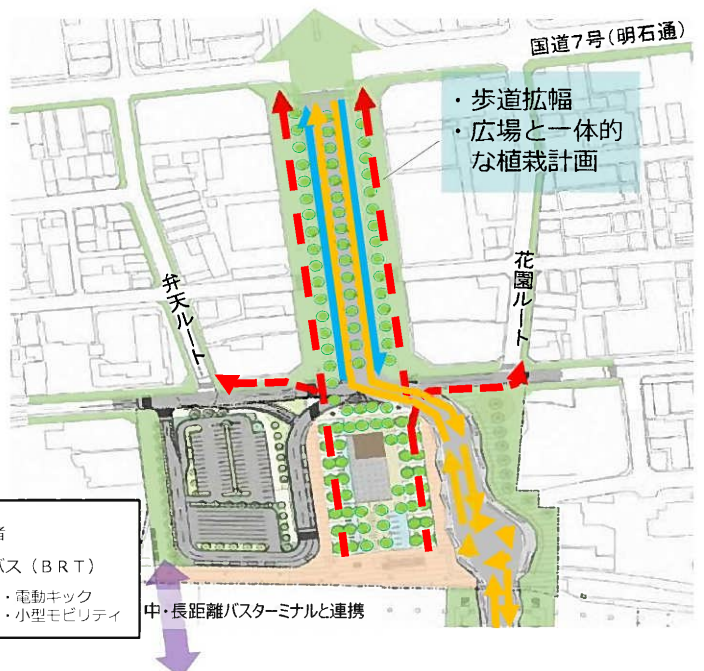 国道7号(明石通)
・歩道拡幅
・広場と一体的
な植栽計画
弁天ルート
花園ルート
者
バス(BRT)
・電動キック
・小型モビリティ
中・長距離バスターミナルと連携